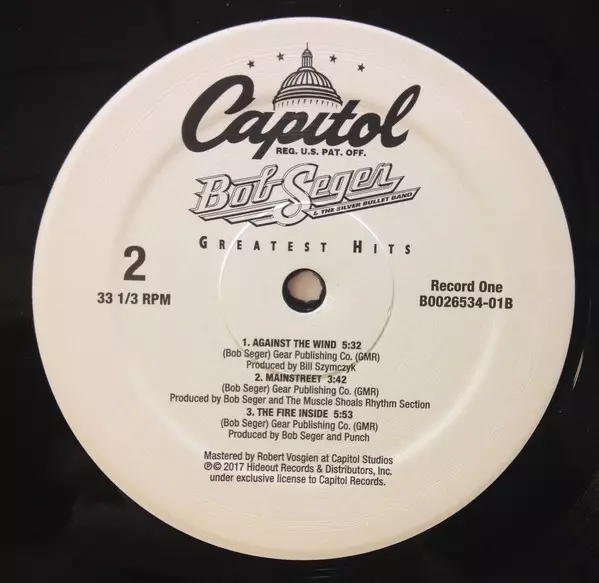 Capitol
REG. U.S. PAT. OFF.
Bob Seger
& THE SILVER BULLET BAND
GREATEST HITS
2
33 1/3 RPM
Record One
B0026534-01B
1. AGAINST THE WIND 5:32
(Bob Seger) Gear Publishing Co. (GMR)
Produced by Bill Szymczyk
2. MAINSTREET 3:42
(Bob Seger) Gear Publishing Co. (GMR)
Produced by Bob Seger and The Muscle Shoals Rhythm Section
3. THE FIRE INSIDE 5:53
(Bob Seger) Gear Publishing Co. (GMR)
Produced by Bob Seger and Punch
Mastered by Robert Vosgien at Capitol Studios
℗© 2017 Hideout Records & Distributors, Inc.
under exclusive license to Capitol Records.